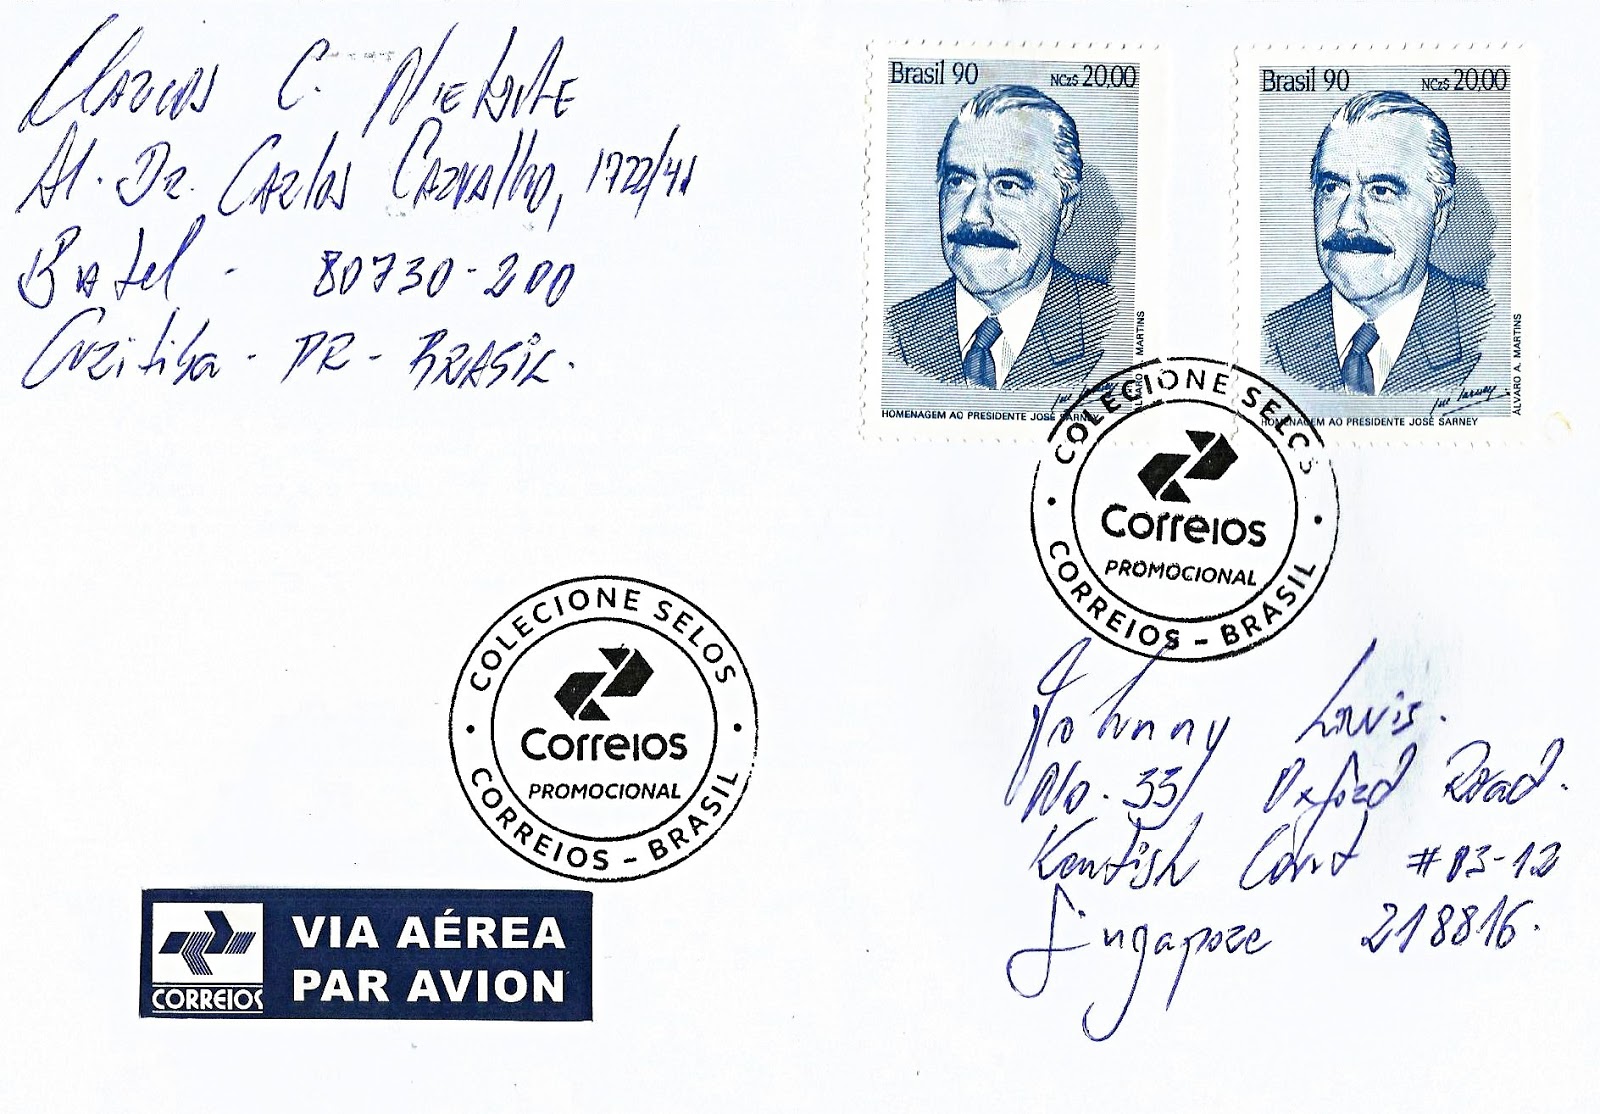 C. 
Al. Dr. Carlos Carvalho, 1722/41
Batel - 80730-200
Curitiba - PR - BRASIL.
Brasil 90 NCz$ 20,00
ÁLVARO A. MARTINS
HOMENAGEM AO PRESIDENTE JOSÉ SARNEY
Brasil 90 NCz$ 20,00
ÁLVARO A. MARTINS
HOMENAGEM AO PRESIDENTE JOSÉ SARNEY
COLECIONE SELOS
Correios
PROMOCIONAL
CORREIOS - BRASIL
COLECIONE SELOS
Correios
PROMOCIONAL
CORREIOS - BRASIL
Johnny
No. 33, Oxford Road.
Kentish Court #03-12
Singapore 218816.
CORREIOS
VIA AÉREA
PAR AVION